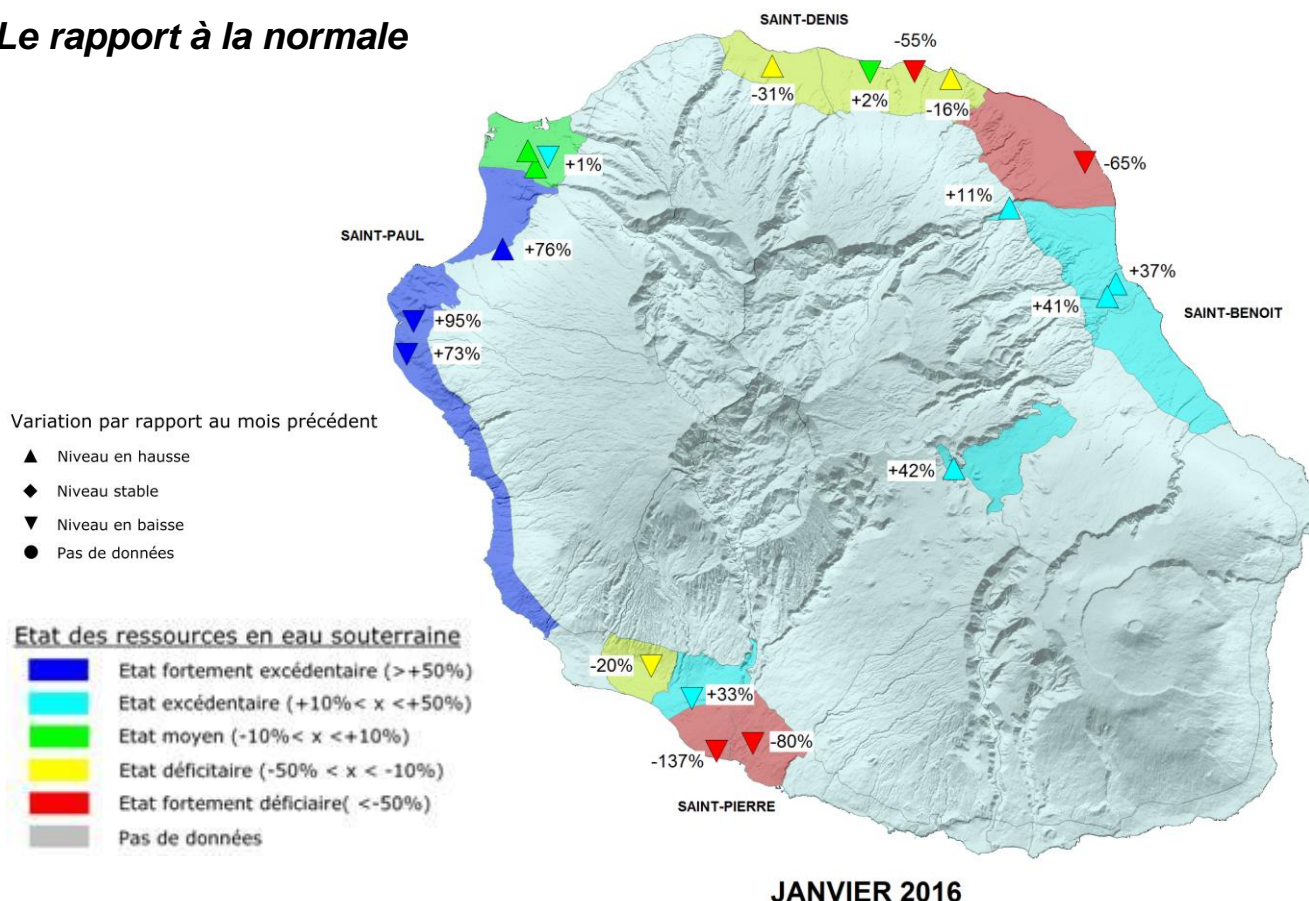 Le rapport à la normale
SAINT-DENIS
-55%
-31%
+2%
-16%
+1%
-65%
+11%
SAINT-PAUL
+76%
+37%
+41%
SAINT-BENOIT
+95%
+73%
Variation par rapport au mois précédent
Niveau en hausse
Niveau stable
Niveau en baisse
Pas de données
+42%
Etat des ressources en eau souterraine
Etat fortement excédentaire (>+50%)
Etat excédentaire (+10%< x <+50%)
Etat moyen (-10%< x <+10%)
Etat déficitaire (-50% < x < -10%)
Etat fortement déficiaire( <-50%)
Pas de données
-20%
+33%
-80%
-137%
SAINT-PIERRE
JANVIER 2016